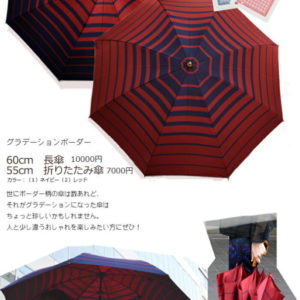 グラデーションボーダー
60cm 長傘 10000円
55cm 折りたたみ傘 7000円
カラー：（1）ネイビー（2）レッド
世にボーダー柄の傘は数あれど、
それがグラデーションになった傘は
ちょっと珍しいかもしれません。
人と少し違うおしゃれを楽しみたい方にぜひ！